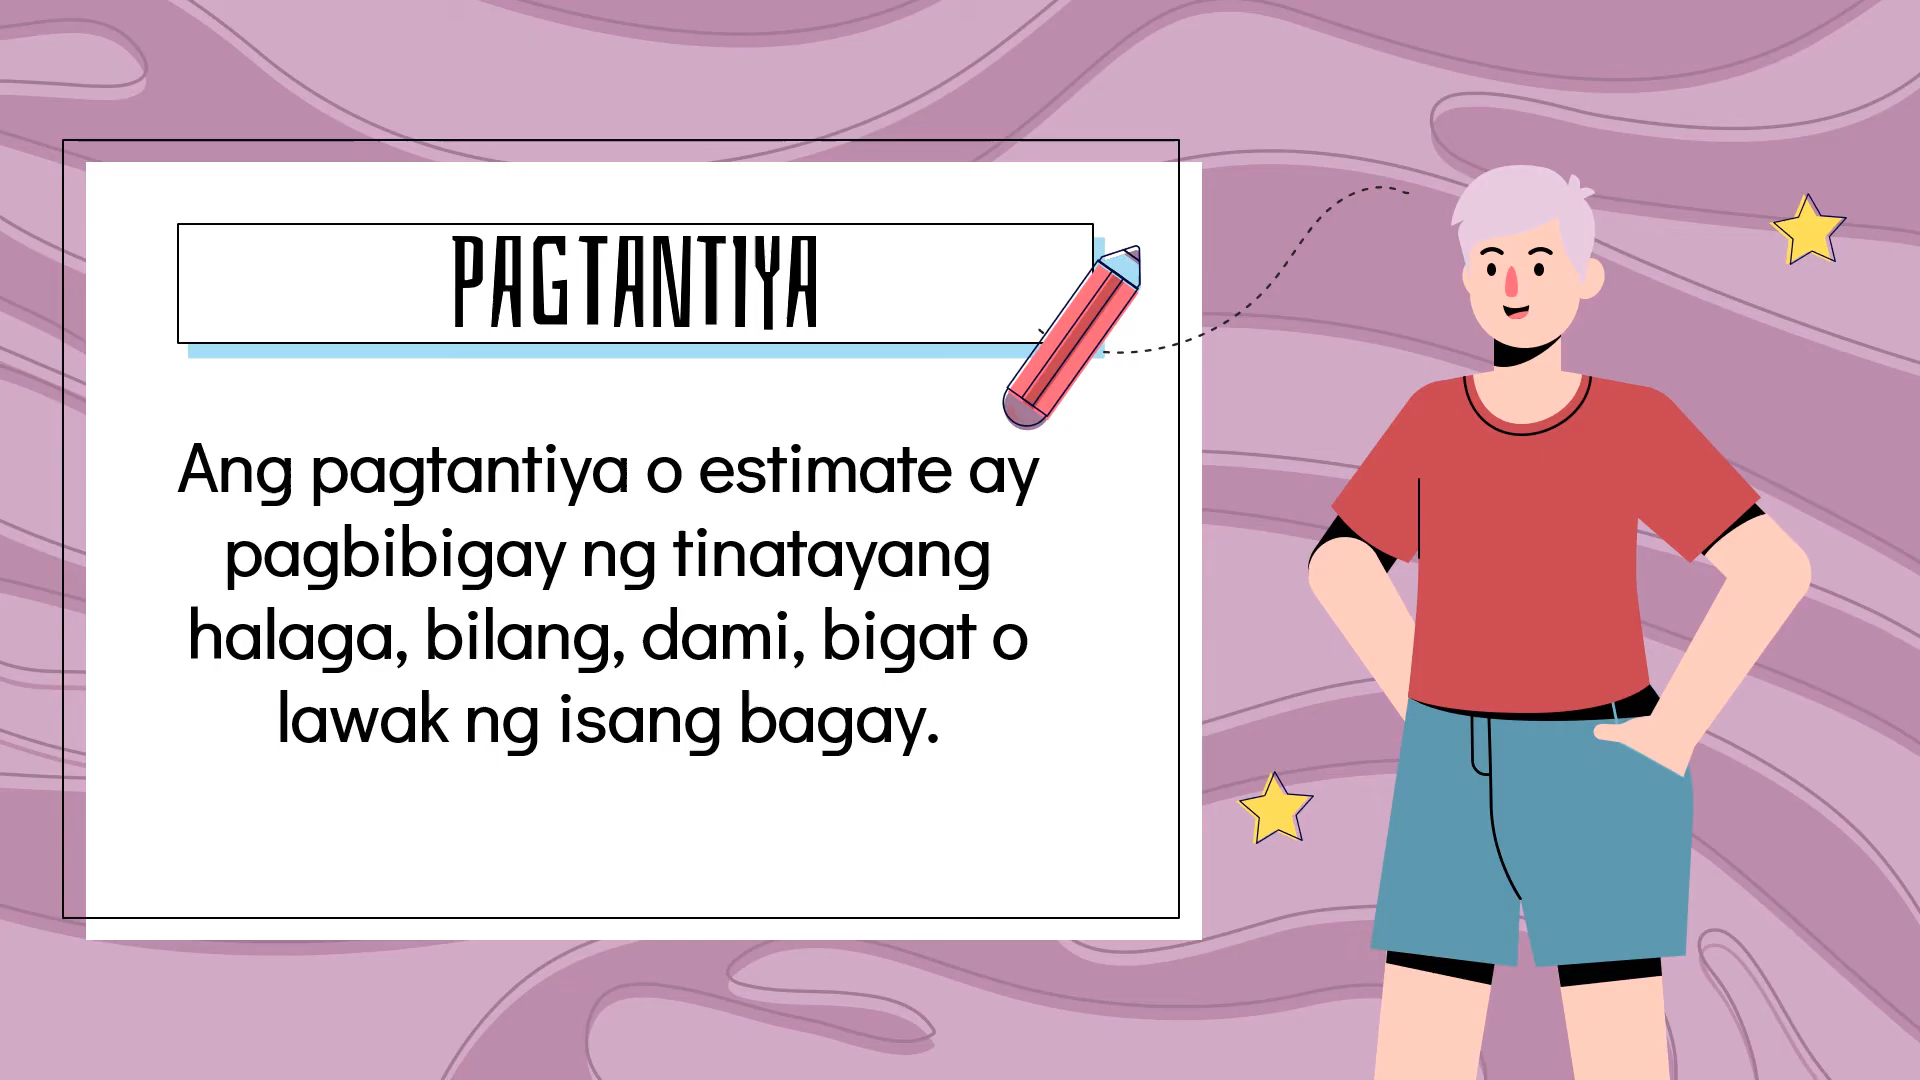 PAGTANTIYA
Ang pagtantiya o estimate ay
pagbibigay ng tinatayang
halaga, bilang, dami, bigat o
lawak ng isang bagay.